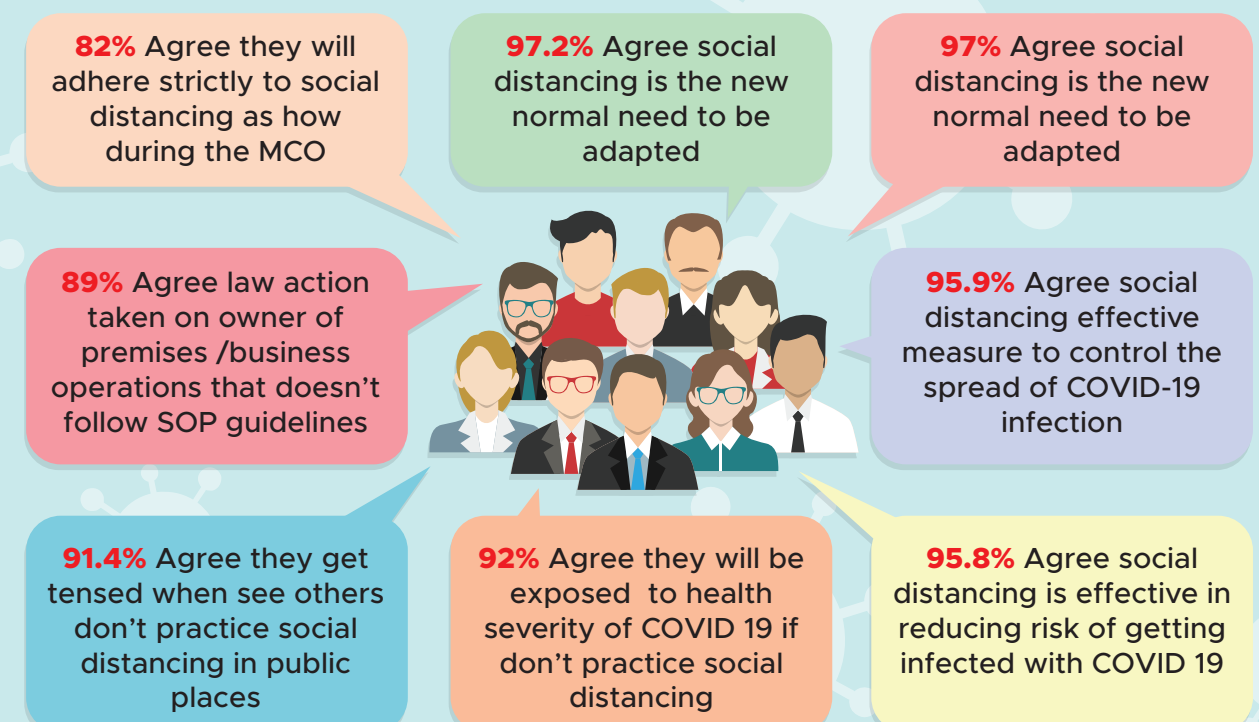 82% Agree they will
adhere strictly to social
distancing as how
during the MCO
97.2% Agree social
distancing is the new
normal need to be
adapted
97% Agree social
distancing is the new
normal need to be
adapted
89% Agree law action
taken on owner of
premises /business
operations that doesn't
follow SOP guidelines
95.9% Agree social
distancing effective
measure to control the
spread of COVID-19
infection
91.4% Agree they get
tensed when see others
don't practice social
distancing in public
places
92% Agree they will be
exposed  to health
severity of COVID 19 if
don't practice social
distancing
95.8% Agree social
distancing is effective in
reducing risk of getting
infected with COVID 19